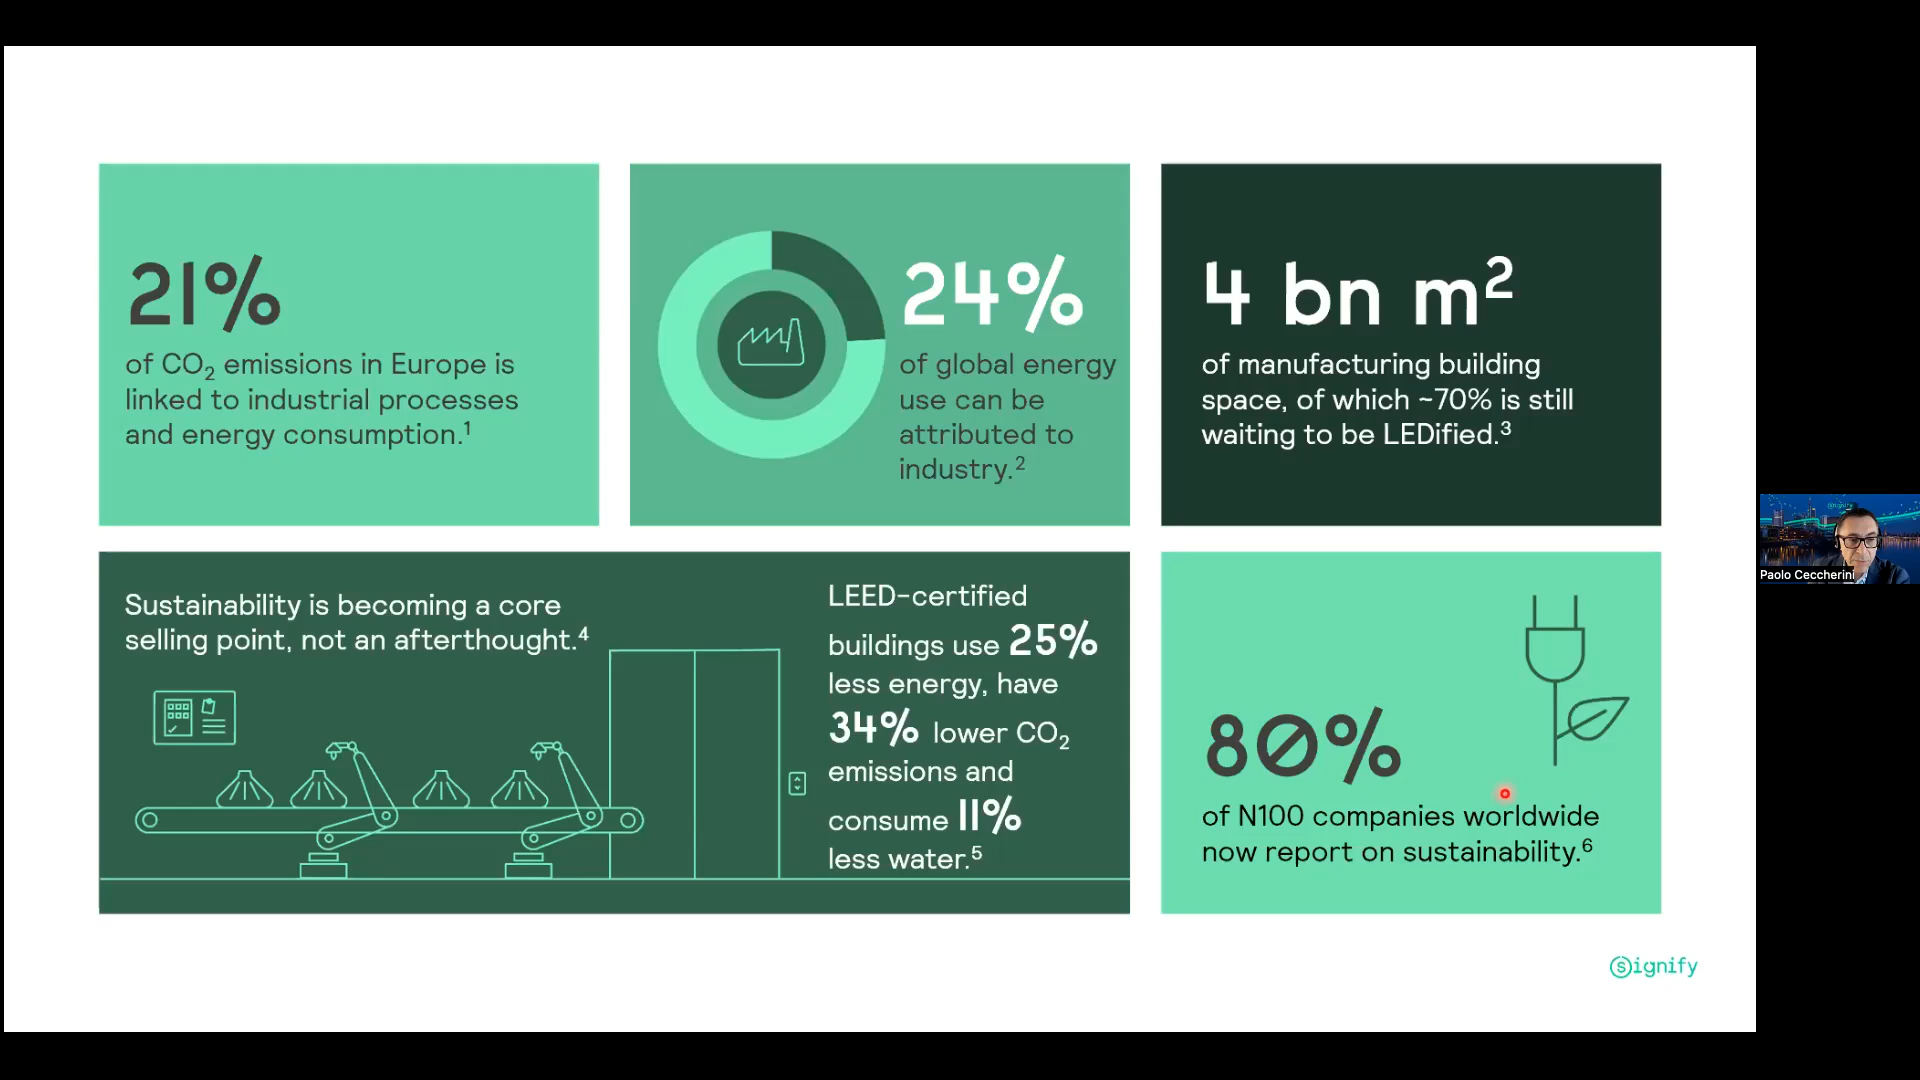 21%
of CO₂ emissions in Europe is
linked to industrial processes
and energy consumption.¹
24%
of global energy
use can be
attributed to
industry.²
4 bn m²
of manufacturing building
space, of which ~70% is still
waiting to be LEDified.³
Sustainability is becoming a core
selling point, not an afterthought.⁴
LEED-certified
buildings use 25%
less energy, have
34% lower CO₂
emissions and
consume 11%
less water.⁵
80%
of N100 companies worldwide
now report on sustainability.⁶
Signify
Signify
Paolo Ceccherini